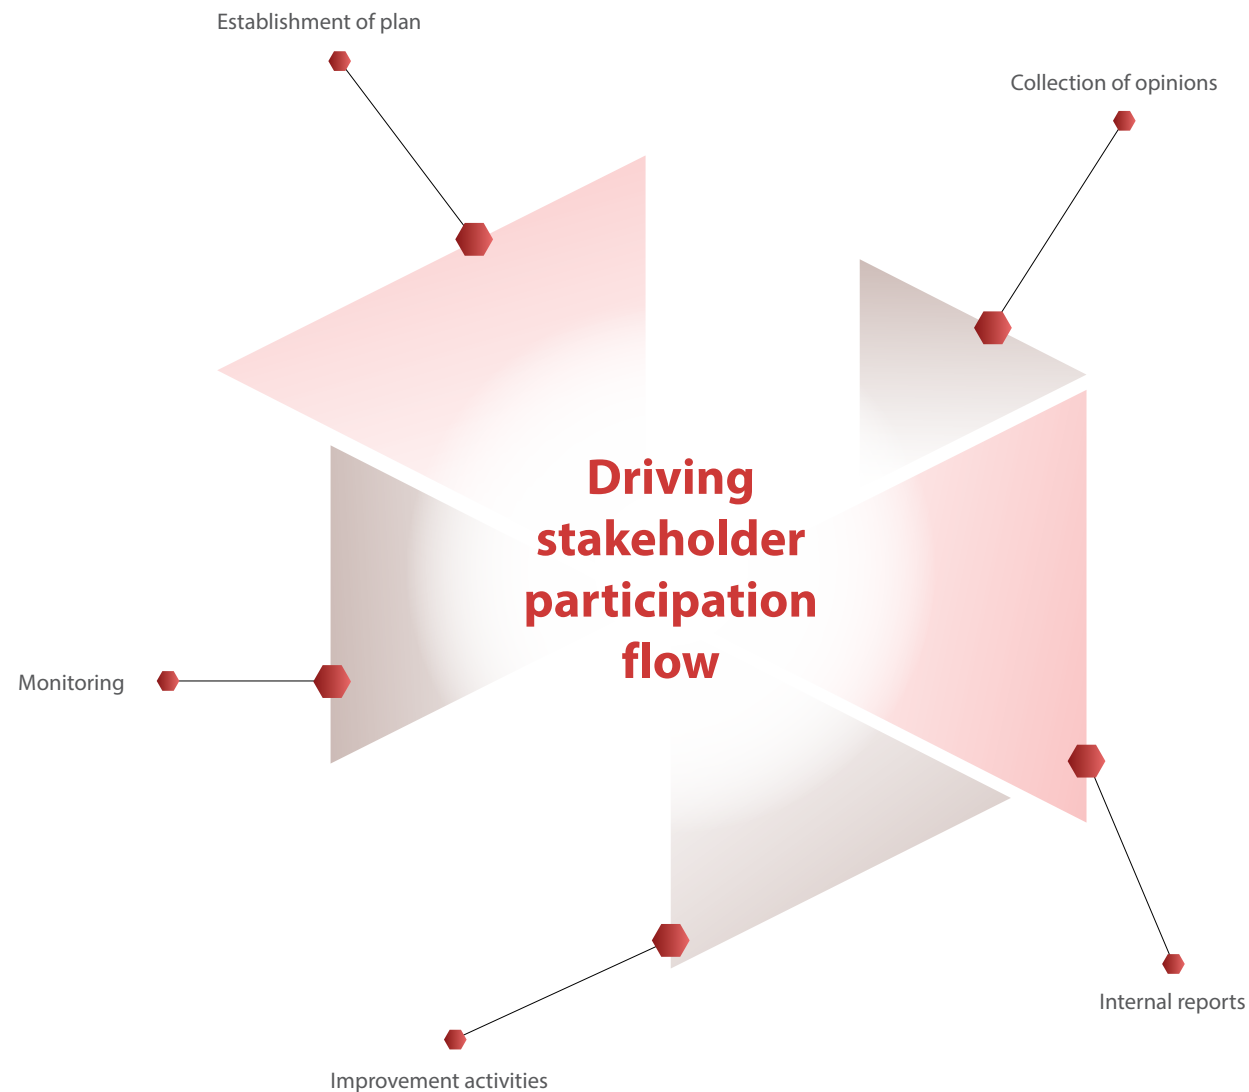 Establishment of plan
Collection of opinions
Driving
stakeholder
participation
flow
Monitoring
Internal reports
Improvement activities